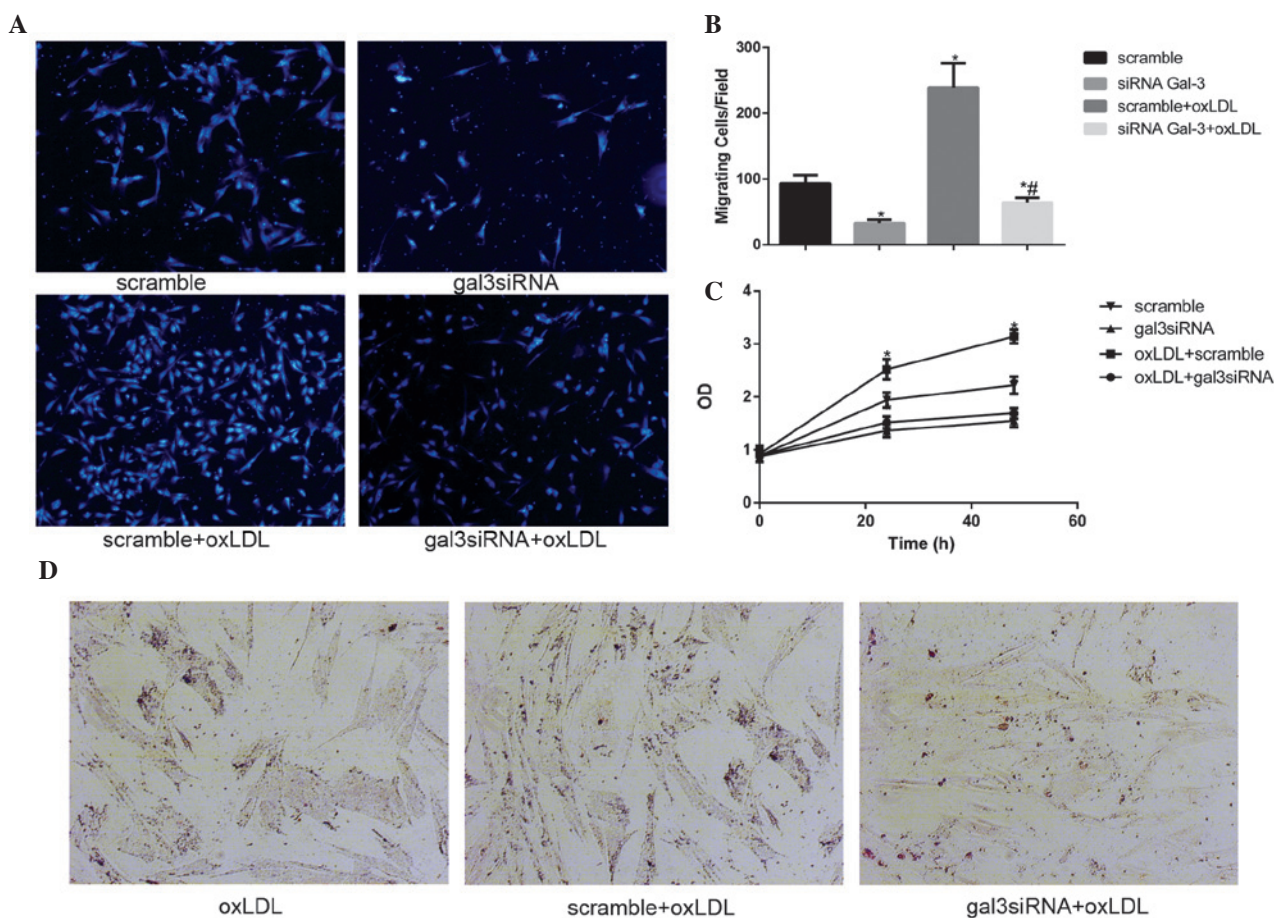 A
scramble
gal3siRNA
scramble+oxLDL
gal3siRNA+oxLDL
B
300
200
100
0
Migrating Cells/Field
*
*
*#
scramble
siRNA Gal-3
scramble+oxLDL
siRNA Gal-3+oxLDL
C
4
3
2
1
0
OD
*
*
0
20
40
60
Time (h)
scramble
gal3siRNA
oxLDL+scramble
oxLDL+gal3siRNA
D
oxLDL
scramble+oxLDL
gal3siRNA+oxLDL